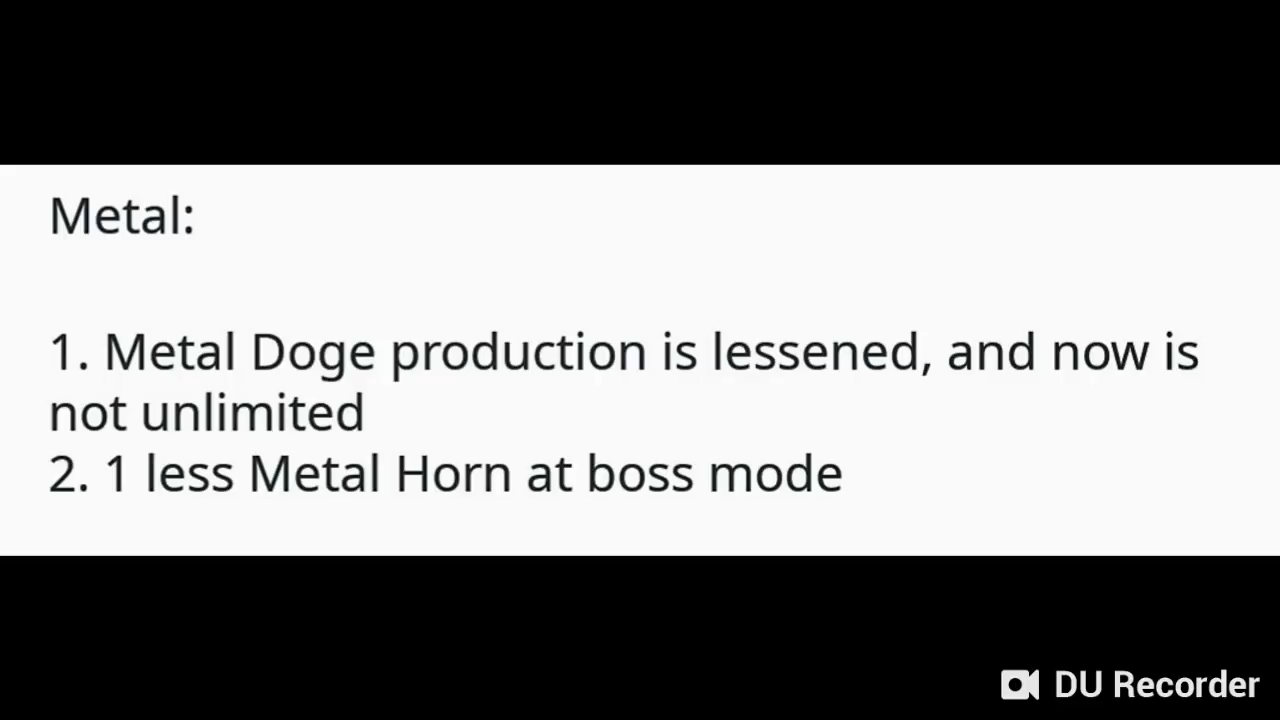 Metal:
1. Metal Doge production is lessened, and now is
not unlimited
2. 1 less Metal Horn at boss mode
DU Recorder